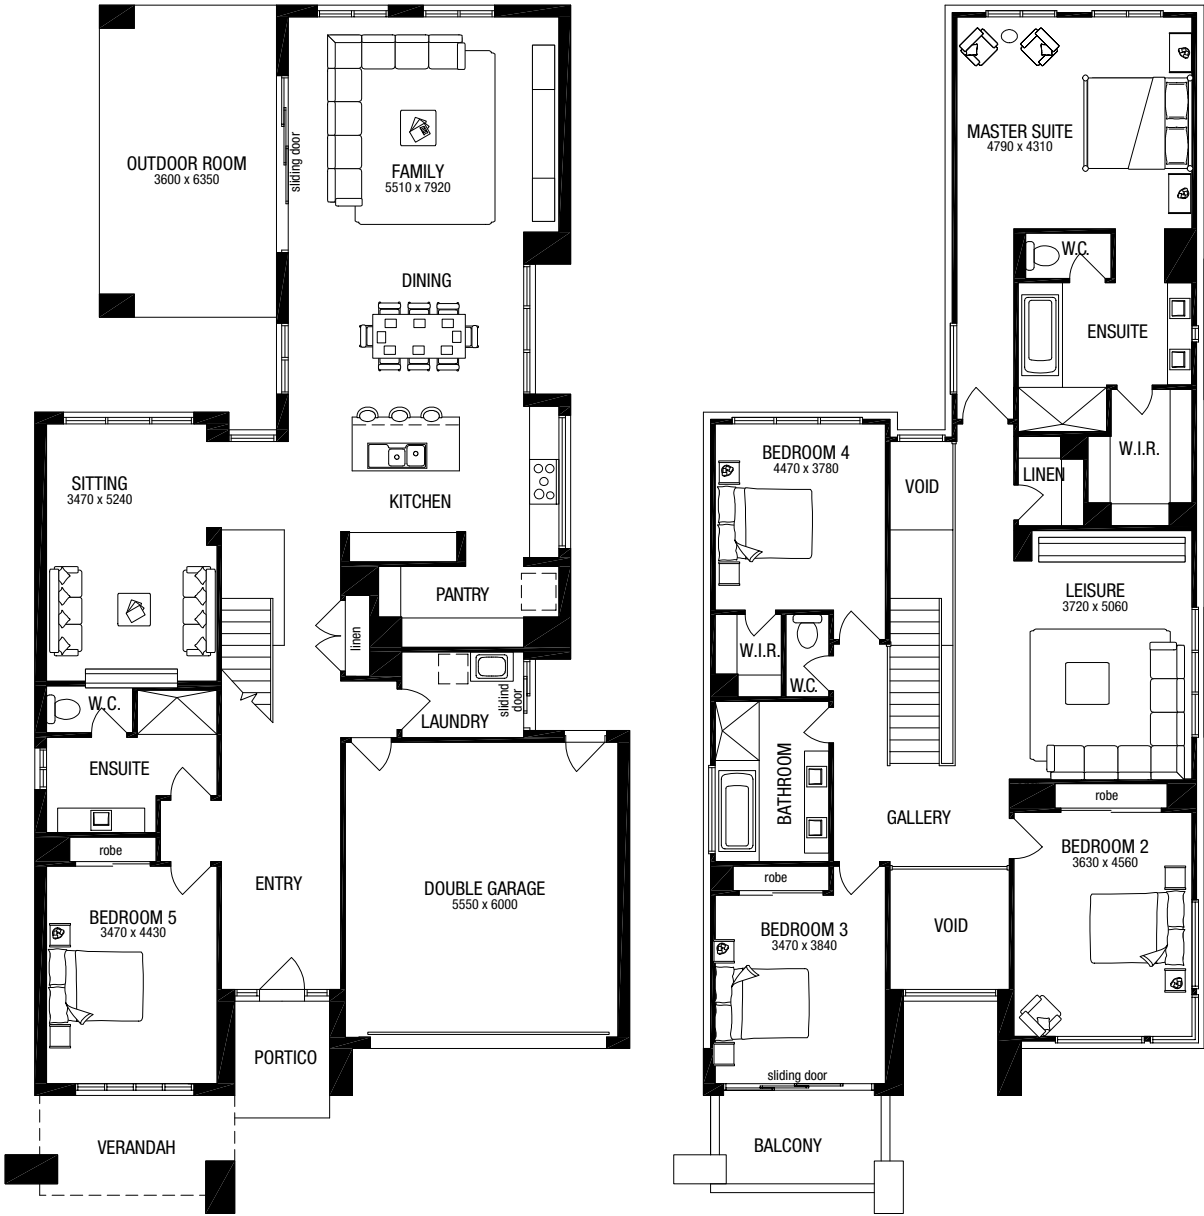 OUTDOOR ROOM
3600 x 6350
sliding door
FAMILY
5510 x 7920
DINING
KITCHEN
SITTING
3470 x 5240
PANTRY
linen
W.C.
LAUNDRY
slidind
door
ENSUITE
robe
ENTRY
BEDROOM 5
3470 x 4430
DOUBLE GARAGE
5550 x 6000
PORTICO
VERANDAH
MASTER SUITE
4790 x 4310
W.C.
ENSUITE
W.I.R.
LINEN
BEDROOM 4
4470 x 3780
VOID
LEISURE
3720 x 5060
W.I.R.
W.C.
BATHROOM
GALLERY
robe
BEDROOM 2
3630 x 4560
robe
BEDROOM 3
3470 x 3840
VOID
sliding door
BALCONY